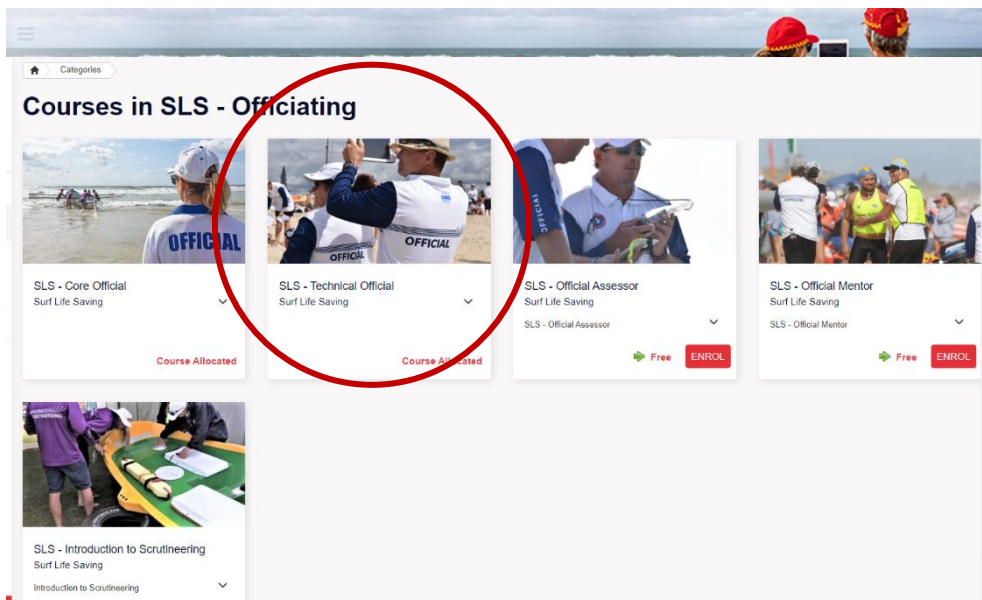 Categories
Courses in SLS - Officiating
OFFICIAL
OFFICIAL
OFFICIAL
OFFICIAL
OFFICIAL
SLS - Core Official
Surf Life Saving
Course Allocated
SLS - Technical Official
Surf Life Saving
Course Allocated
SLS - Official Assessor
Surf Life Saving
SLS - Official Assessor
Free ENROL
SLS - Official Mentor
Surf Life Saving
SLS - Official Mentor
Free ENROL
SLS - Introduction to Scrutineering
Surf Life Saving
Introduction to Scrutineering